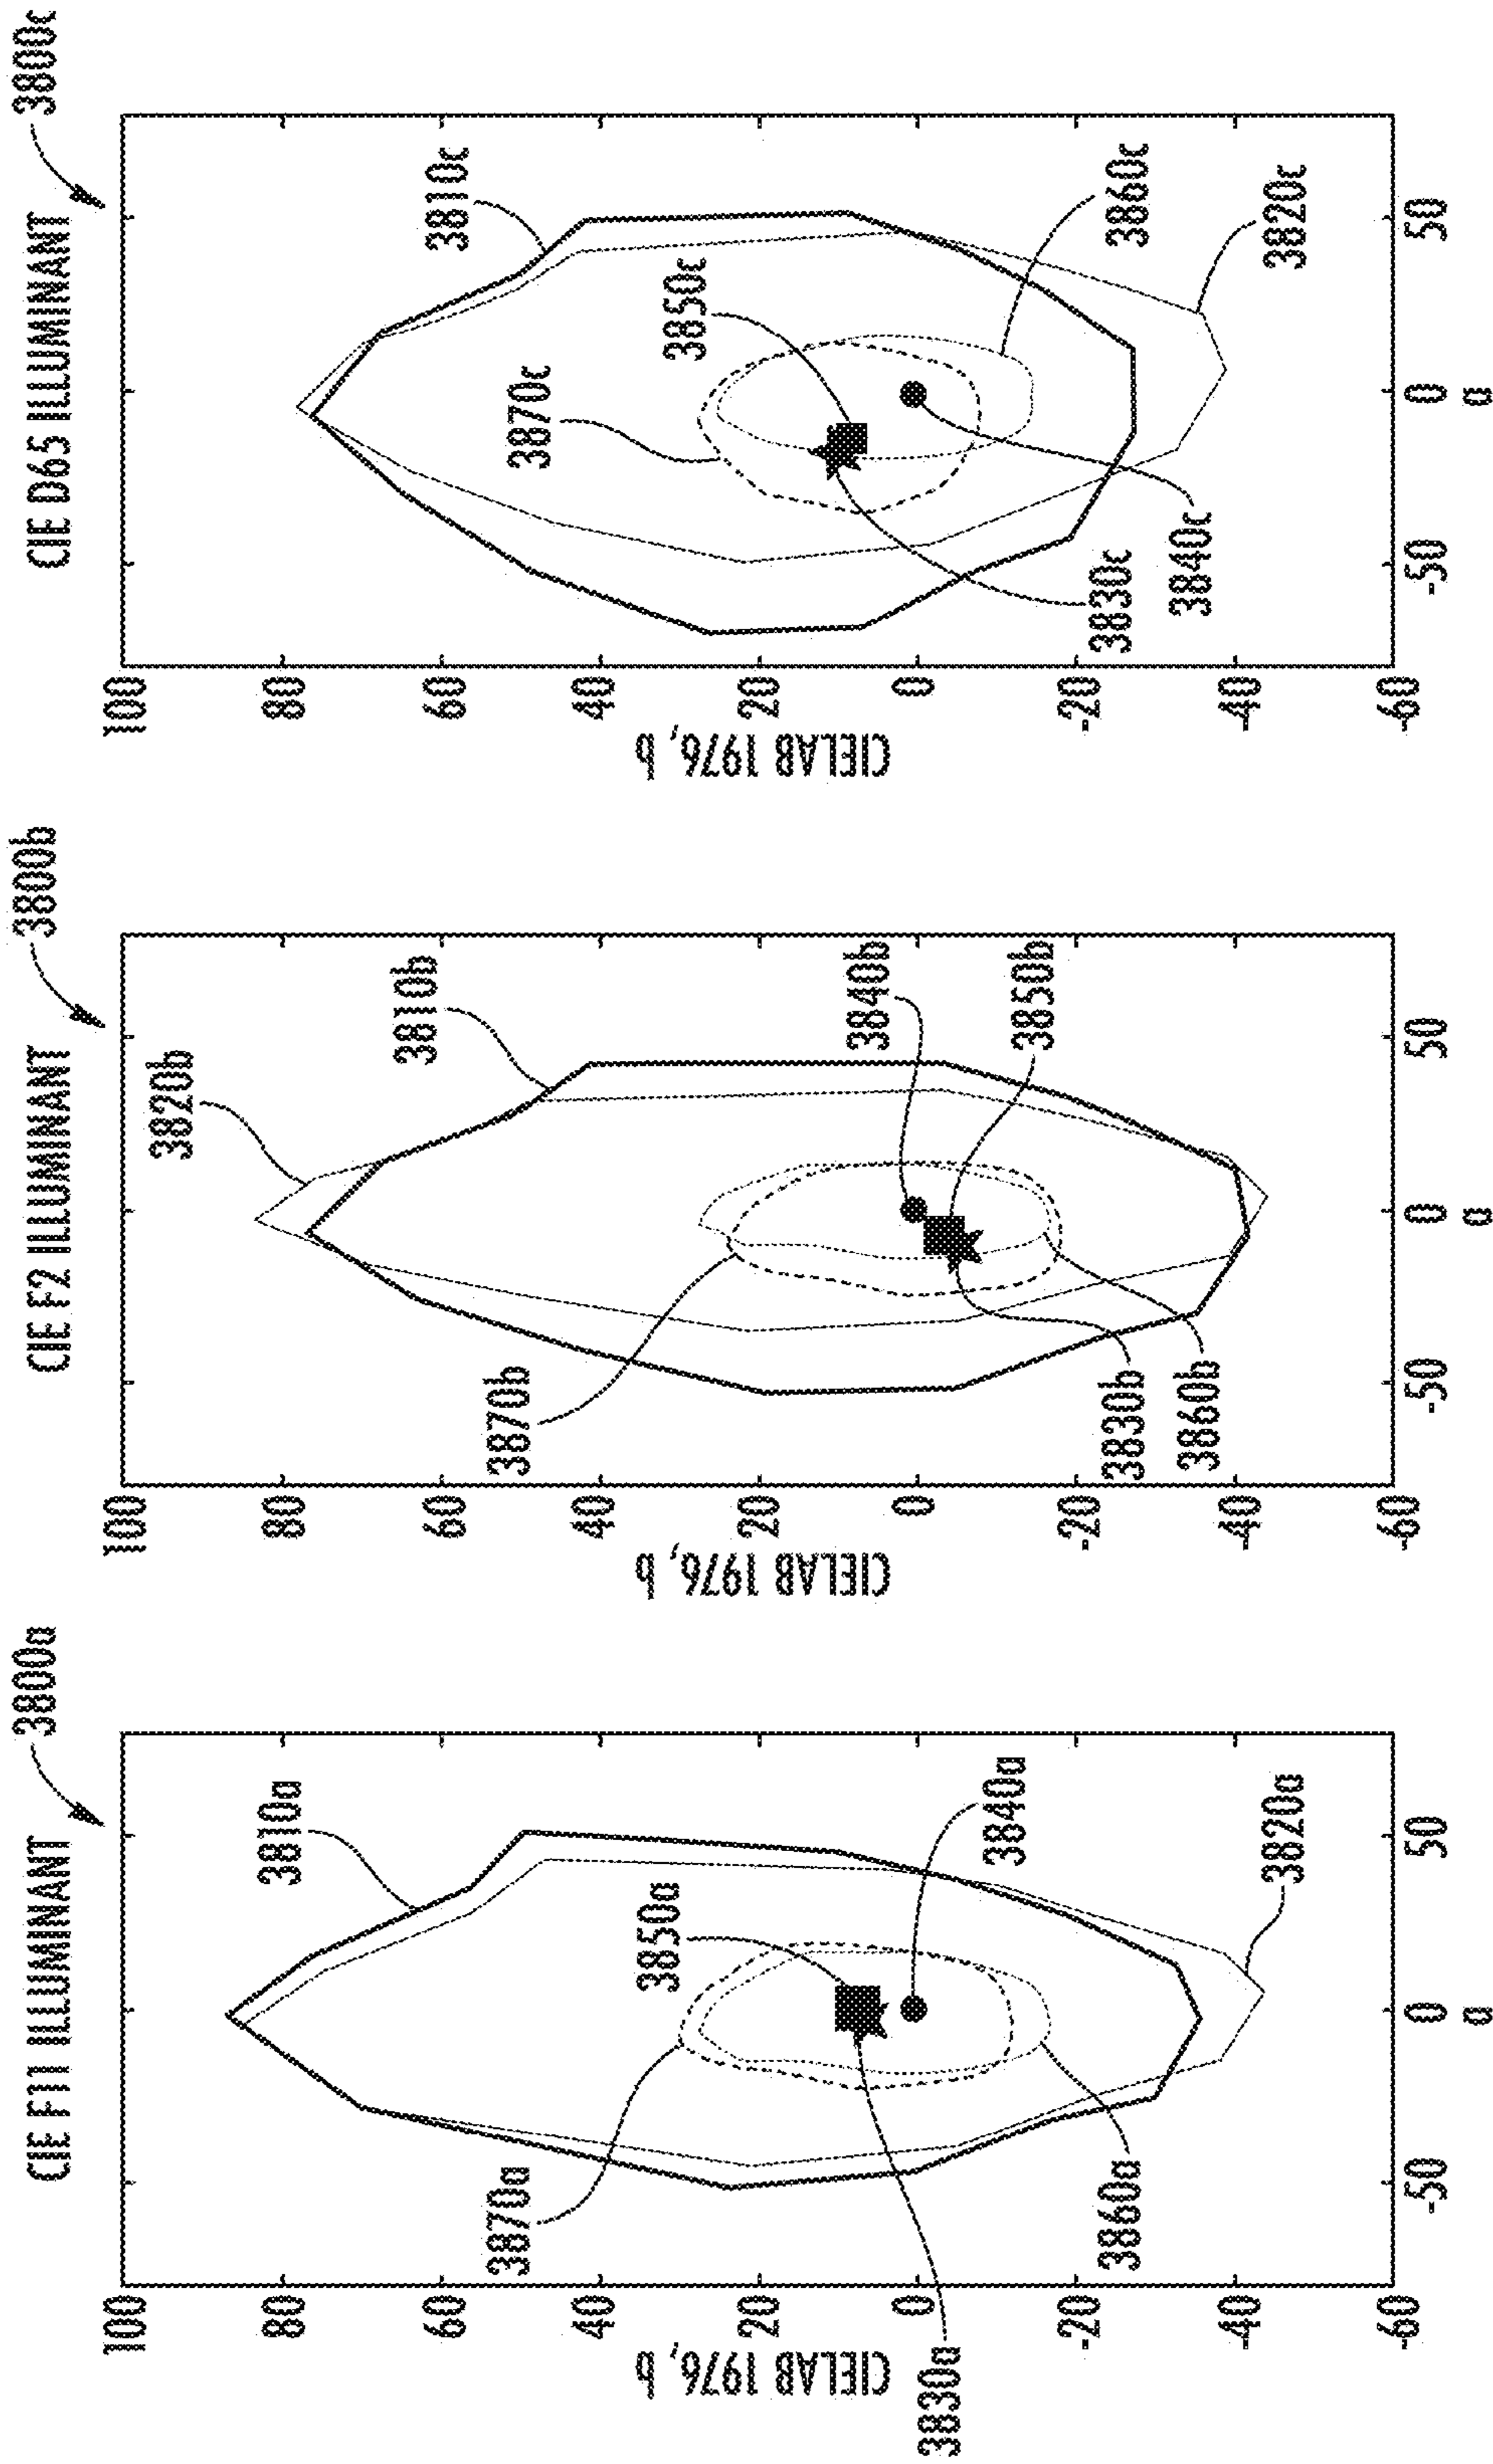 CIE F11 ILLUMINANT
3800a
100
80
60
40
20
0
-20
-40
-60
CIELAB 1976, b
-50
0
50
a
3810a
3820a
3830a
3840a
3850a
3860a
3870a
CIE F2 ILLUMINANT
3800b
100
80
60
40
20
0
-20
-40
-60
CIELAB 1976, b
-50
0
50
a
3810b
3820b
3830b
3840b
3850b
3860b
3870b
CIE D65 ILLUMINANT
3800c
100
80
60
40
20
0
-20
-40
-60
CIELAB 1976, b
-50
0
50
a
3810c
3820c
3830c
3840c
3850c
3860c
3870c